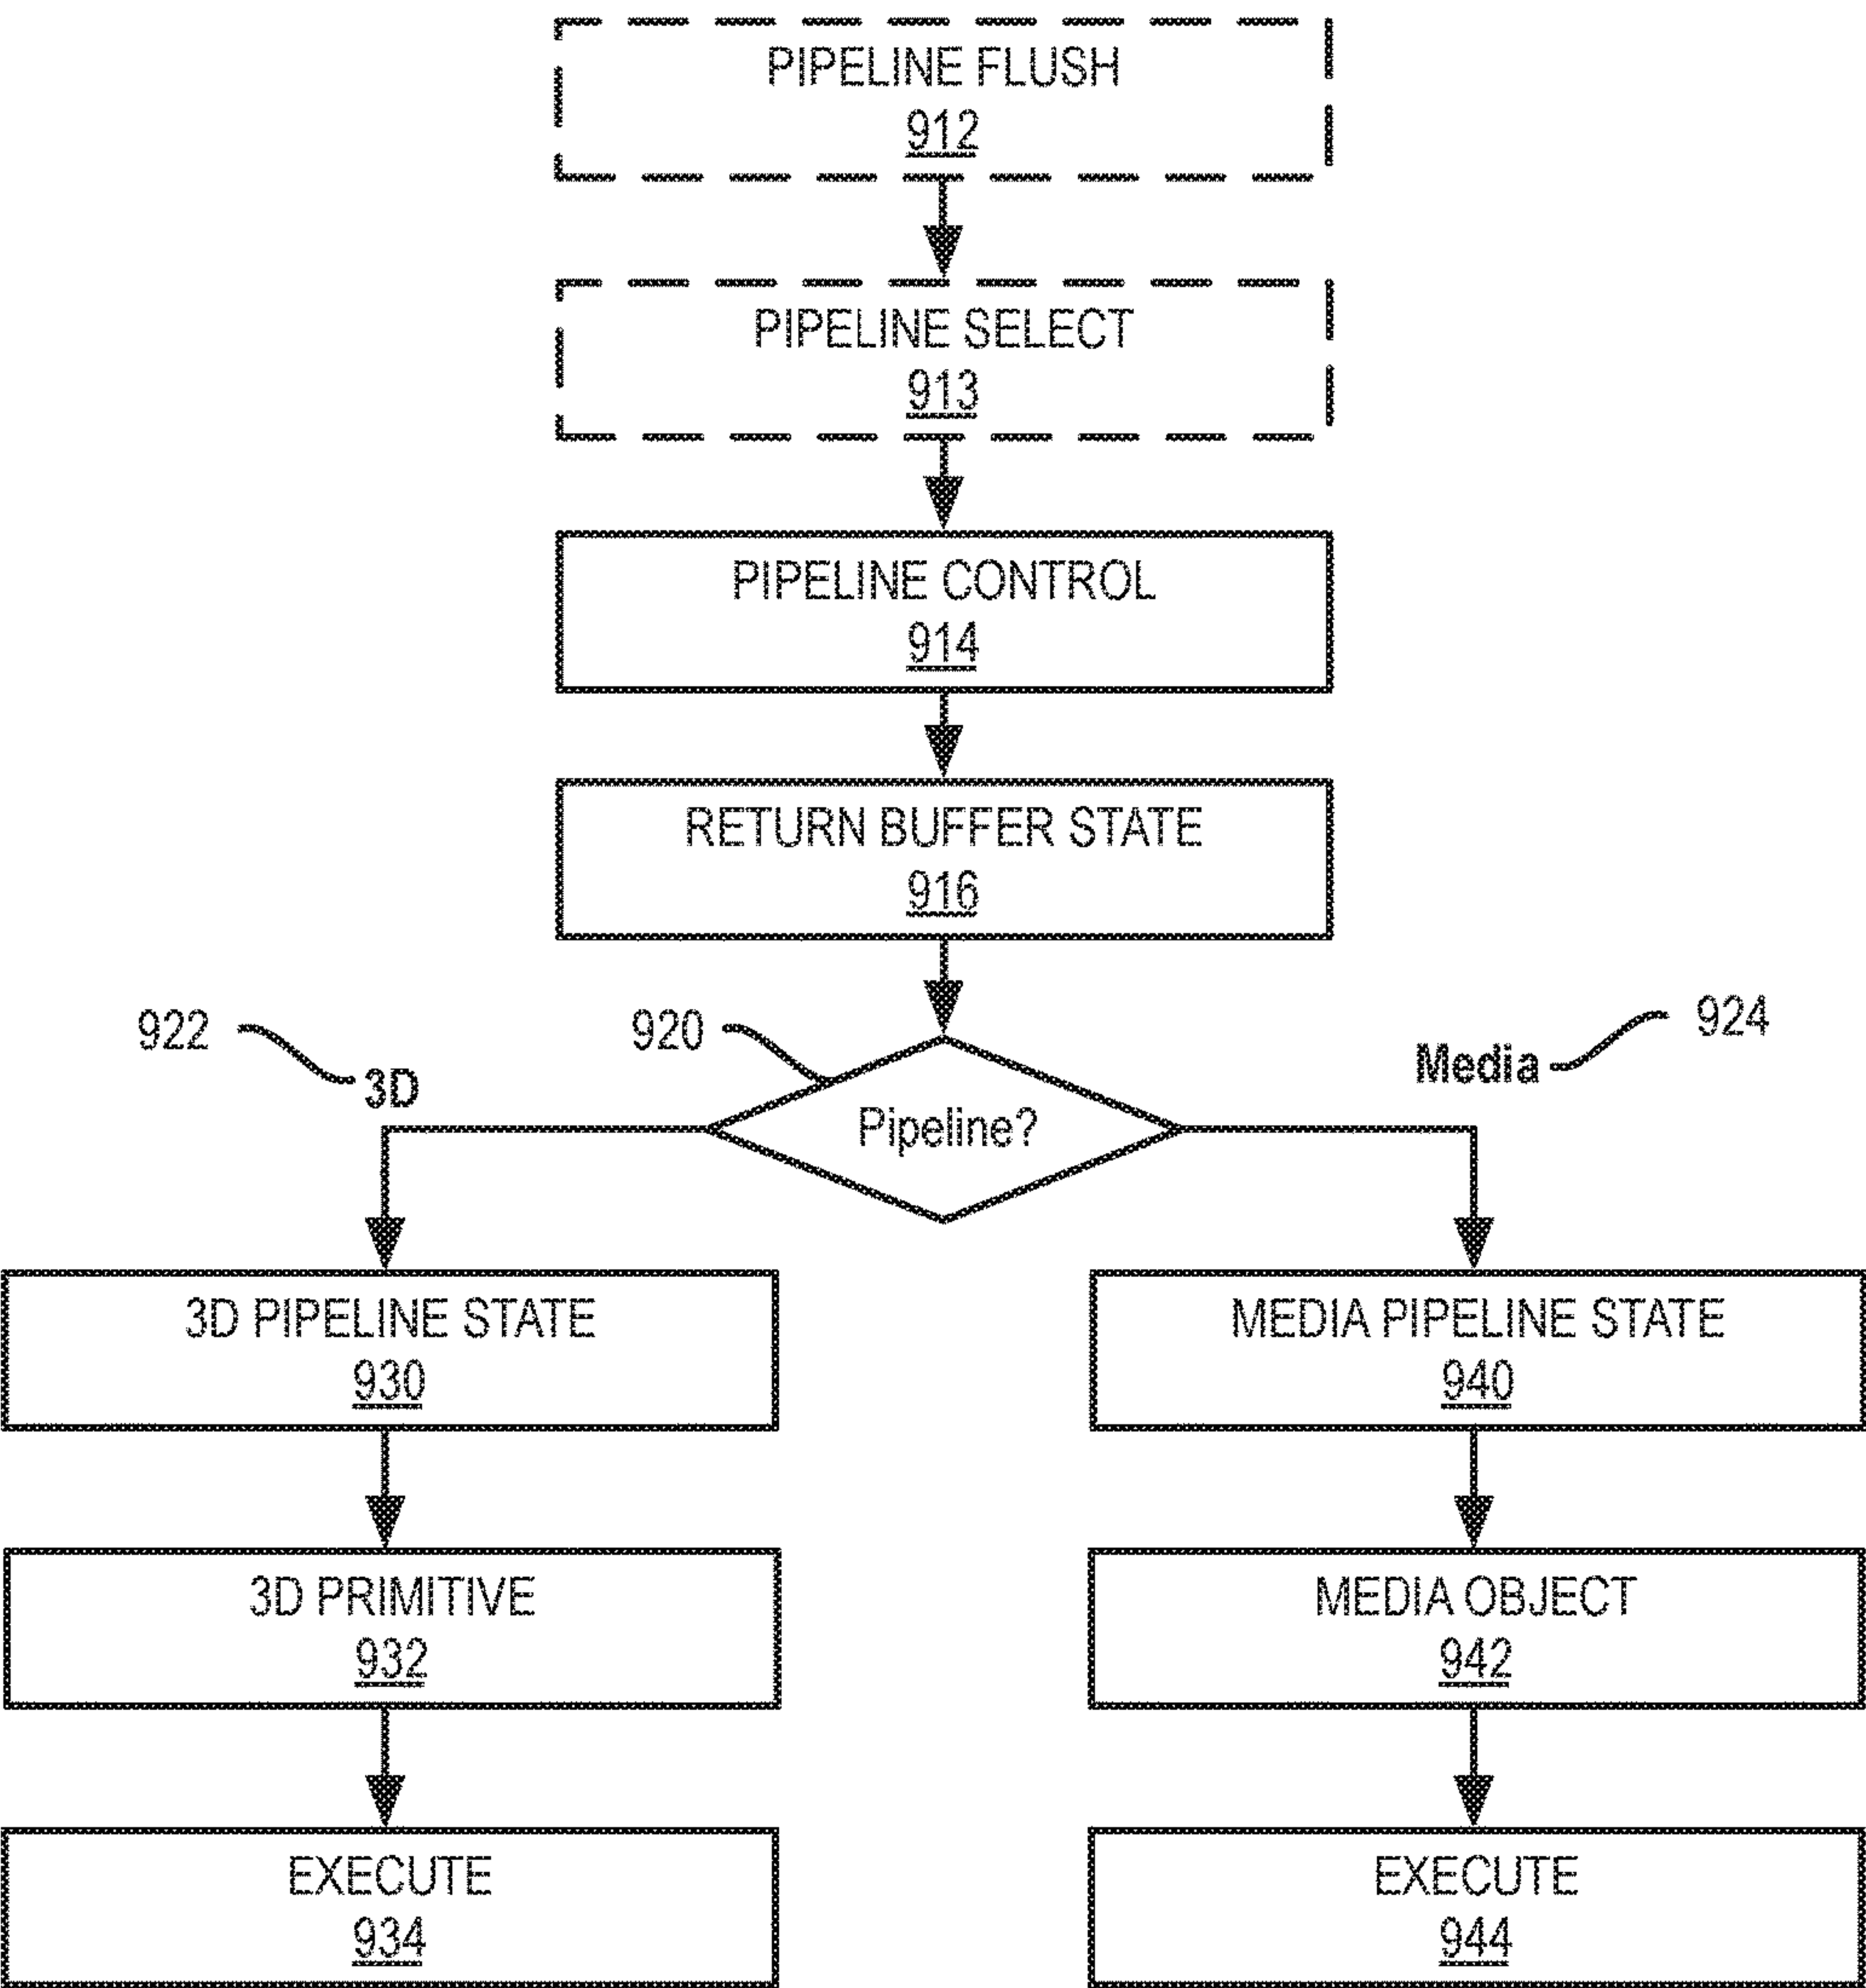 PIPELINE FLUSH
912
PIPELINE SELECT
913
PIPELINE CONTROL
914
RETURN BUFFER STATE
916
922
920
924
3D
Media
Pipeline?
3D PIPELINE STATE
930
MEDIA PIPELINE STATE
940
3D PRIMITIVE
932
MEDIA OBJECT
942
EXECUTE
934
EXECUTE
944